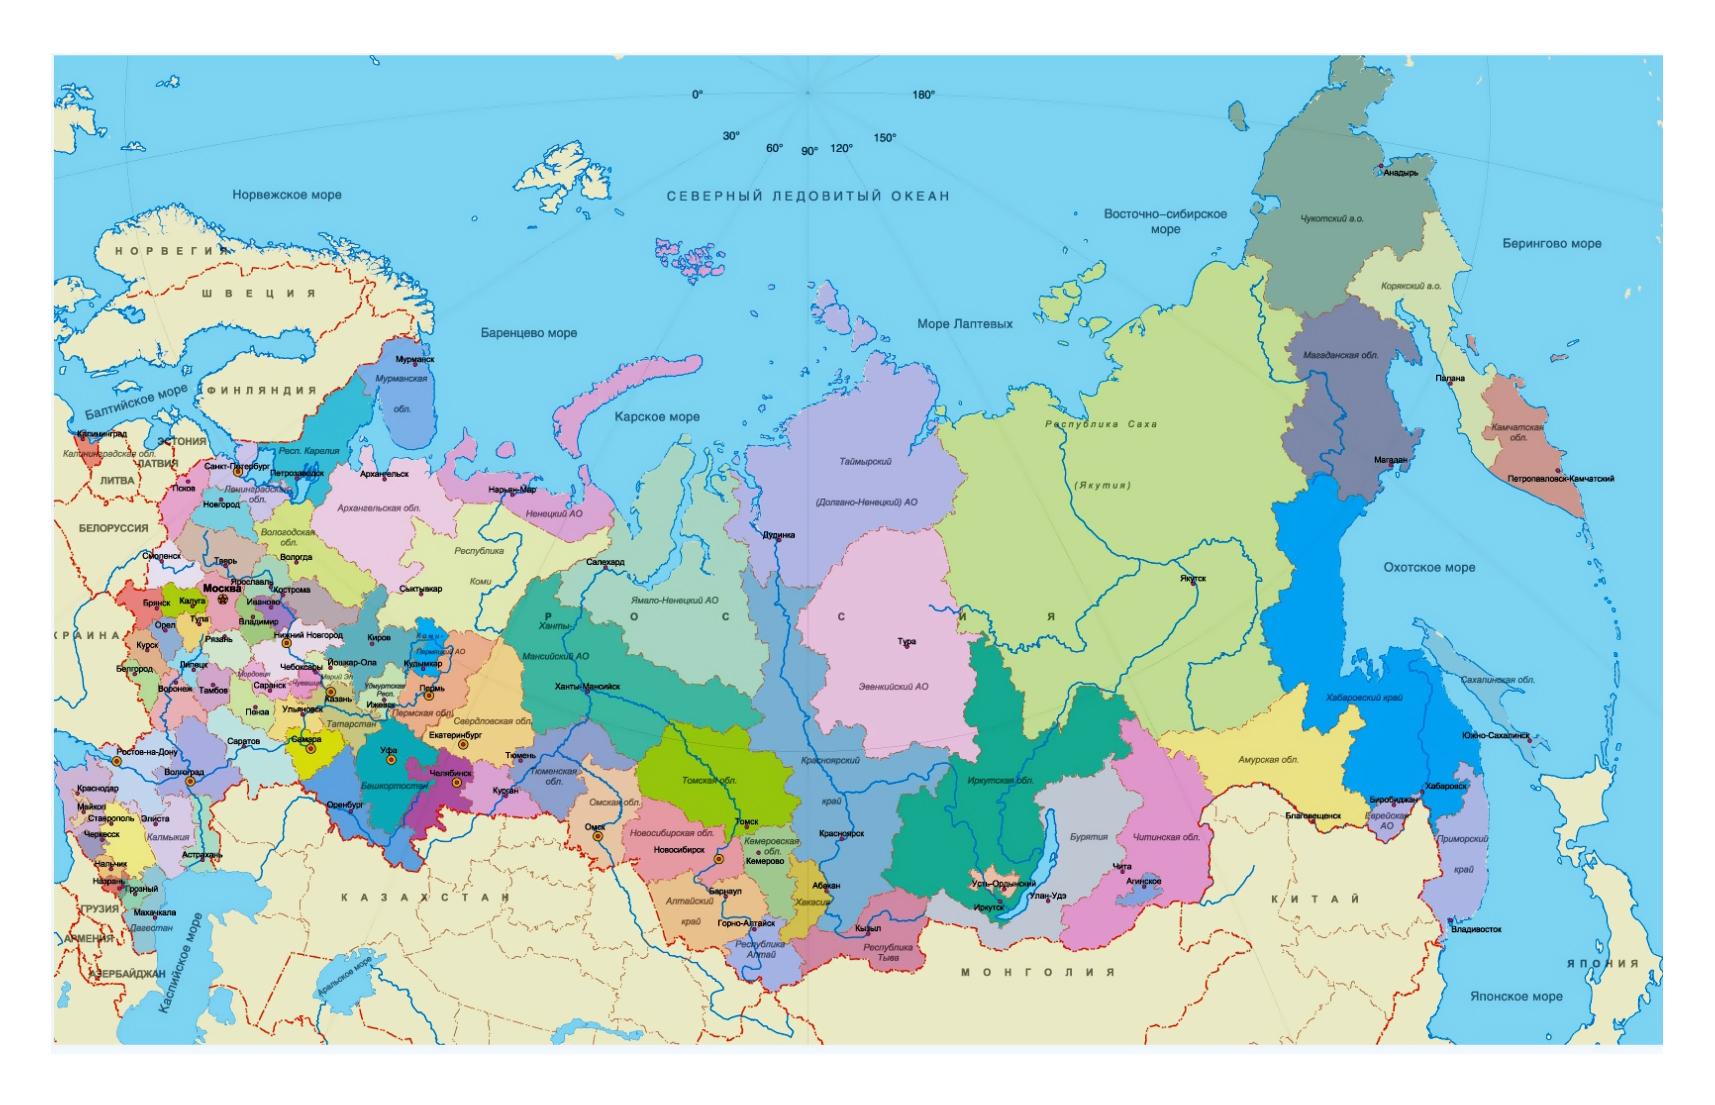 0°
180°
30°
150°
60°
90°
120°
Анадырь
Норвежское море
СЕВЕРНЫЙ ЛЕДОВИТЫЙ ОКЕАН
Восточно-сибирское
море
Чукотский а.о.
Берингово море
НОРВЕГИЯ
ШВЕЦИЯ
Корякский а.о.
Баренцево море
Море Лаптевых
Мурманск
Магаданская обл.
Мурманская
обл.
ФИНЛЯНДИЯ
Палана
Балтийское море
Карское море
Республика Саха
(Якутия)
Камчатская
обл.
Калининград
Калининградская обл.
ЭСТОНИЯ
ЛАТВИЯ
ЛИТВА
Респ. Карелия
Санкт-Петербург
Петрозаводск
Архангельск
Таймырский
(Долгано-Ненецкий) АО
Магадан
Петропавловск-Камчатский
Псков
Ленинградская
обл.
Новгород
Нарьян-Мар
Ненецкий АО
Архангельская обл.
БЕЛОРУССИЯ
Вологодская
обл.
Вологда
Дудинка
Республика
Коми
Сыктывкар
Смоленск
Тверь
Салехард
Охотское море
Якутск
Ярославль
Кострома
Москва
Брянск
Калуга
Иваново
Ямало-Ненецкий АО
РОССИЯ
КРАИНА
Орел
Тула
Владимир
Рязань
Нижний Новгород
Киров
Коми-
Пермяцкий АО
Кудымкар
Ханты-
Мансийский АО
Тура
Курск
Белгород
Липецк
Чебоксары
Йошкар-Ола
Марий Эл
Мордовия
Чувашия
Воронеж
Тамбов
Саранск
Казань
Удмуртская
Респ.
Ижевск
Пермь
Ханты-Мансийск
Эвенкийский АО
Сахалинская обл.
Хабаровский край
Пенза
Ульяновск
Татарстан
Пермская обл.
Свердловская обл.
Екатеринбург
Ростов-на-Дону
Саратов
Самара
Уфа
Тюмень
Южно-Сахалинск
Волгоград
Башкортостан
Челябинск
Курган
Тюменская
обл.
Томская обл.
Красноярский
край
Иркутская обл.
Амурская обл.
Краснодар
Майкоп
Ставрополь
Элиста
Оренбург
Омская обл.
Омск
Томск
Красноярск
Благовещенск
Биробиджан
Хабаровск
Еврейская
АО
Черкесск
Калмыкия
Астрахань
Новосибирская обл.
Новосибирск
Кемеровская
обл.
Кемерово
Бурятия
Читинская обл.
Приморский
край
Нальчик
Назрань
Грозный
КАЗАХСТАН
Барнаул
Алтайский
край
Абакан
Хакасия
Усть-Ордынский
Иркутск
Улан-Удэ
Чита
Агинское
КИТАЙ
ГРУЗИЯ
Махачкала
Дагестан
Горно-Алтайск
Кызыл
Владивосток
АРМЕНИЯ
АЗЕРБАЙДЖАН
Каспийское море
Аральское море
Республика
Алтай
Республика
Тыва
МОНГОЛИЯ
ЯПОНИЯ
Японское море